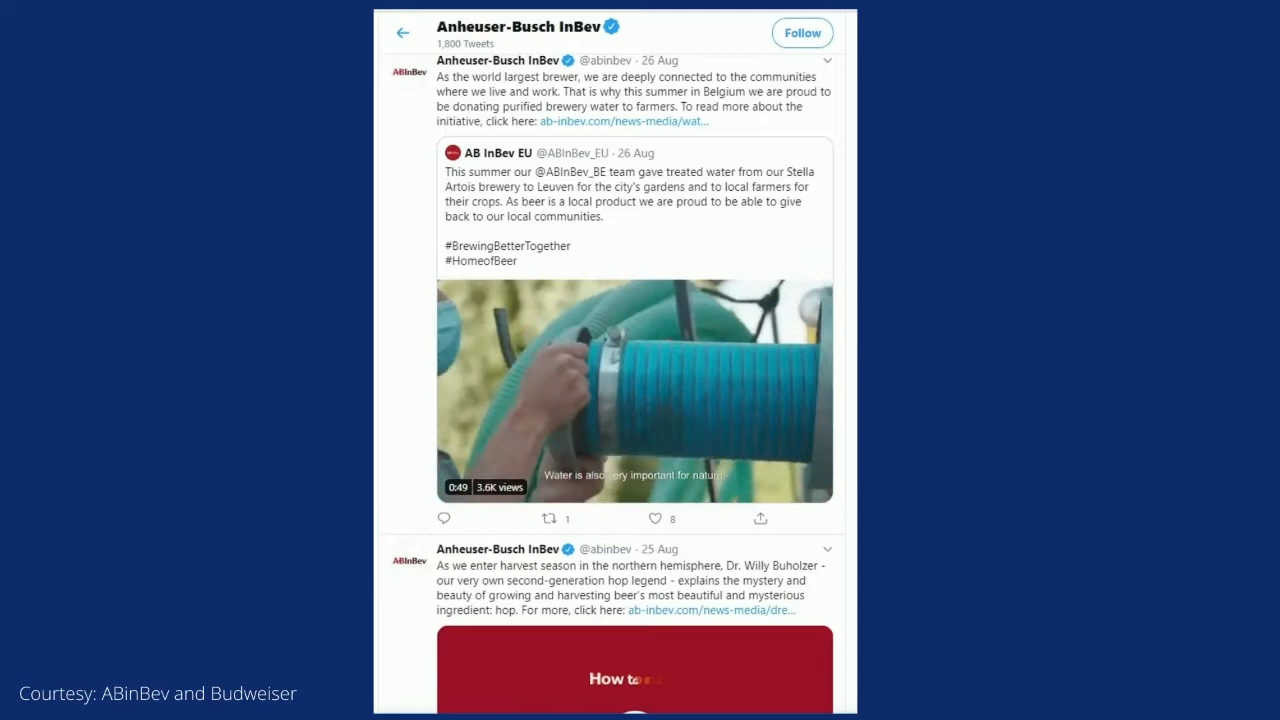 Anheuser-Busch InBev
1,800 Tweets
Follow
Anheuser-Busch InBev @abinbev · 26 Aug
ABInBev
As the world largest brewer, we are deeply connected to the communities
where we live and work. That is why this summer in Belgium we are proud to
be donating purified brewery water to farmers. To read more about the
initiative, click here: ab-inbev.com/news-media/wat...
AB InBev EU @ABInBev_EU · 26 Aug
This summer our @ABInBev_BE team gave treated water from our Stella
Artois brewery to Leuven for the city's gardens and to local farmers for
their crops. As beer is a local product we are proud to be able to give
back to our local communities.
#BrewingBetterTogether
#HomeofBeer
Water is also very important for nature
0:49 3.6K views
1 8
Anheuser-Busch InBev @abinbev · 25 Aug
ABInBev
As we enter harvest season in the northern hemisphere, Dr. Willy Buholzer -
our very own second-generation hop legend - explains the mystery and
beauty of growing and harvesting beer's most beautiful and mysterious
ingredient: hop. For more, click here: ab-inbev.com/news-media/dre...
How to
Courtesy: ABinBev and Budweiser